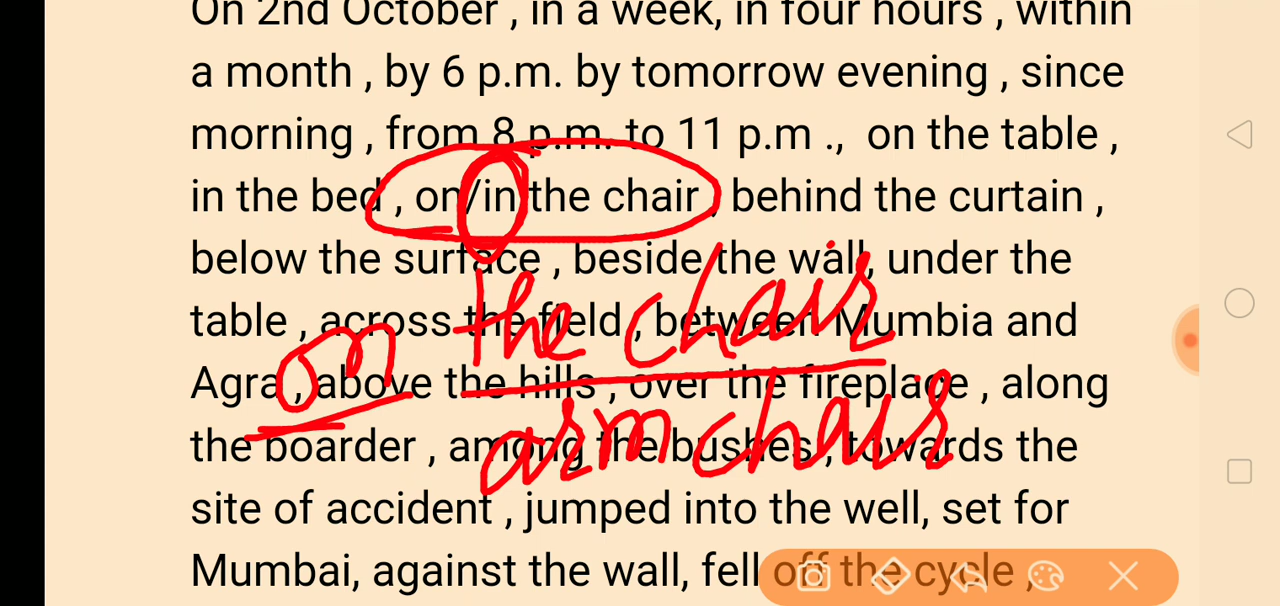 On 2nd October , in a week, in four hours , within
a month , by 6 p.m. by tomorrow evening , since
morning , from 8 p.m. to 11 p.m ., on the table ,
in the bed , on/in the chair , behind the curtain ,
below the surface , beside the wall, under the
the chair
table , across the field , between Mumbia and
on
Agra , above the hills , over the fireplace , along
arm chair
the boarder , among the bushes , towards the
site of accident , jumped into the well, set for
Mumbai, against the wall, fell off the cycle ,